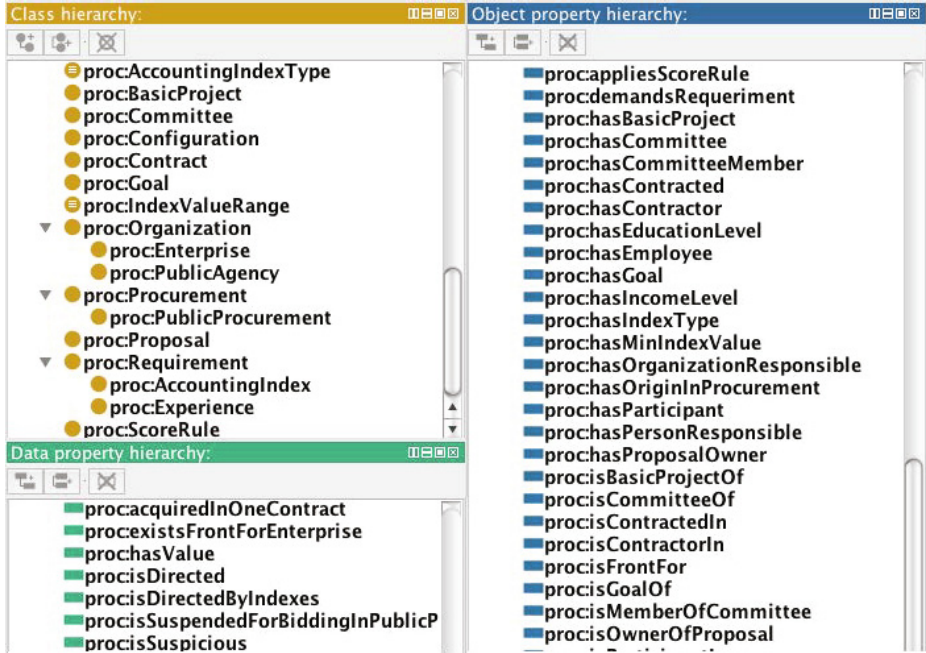 Class hierarchy:
proc:AccountingIndexType
proc:BasicProject
proc:Committee
proc:Configuration
proc:Contract
proc:Goal
proc:IndexValueRange
proc:Organization
proc:Enterprise
proc:PublicAgency
proc:Procurement
proc:PublicProcurement
proc:Proposal
proc:Requirement
proc:AccountingIndex
proc:Experience
proc:ScoreRule
Data property hierarchy:
proc:acquiredInOneContract
proc:existsFrontForEnterprise
proc:hasValue
proc:isDirected
proc:isDirectedByIndexes
proc:isSuspendedForBiddingInPublicP
proc:isSuspicious
Object property hierarchy:
proc:appliesScoreRule
proc:demandsRequeriment
proc:hasBasicProject
proc:hasCommittee
proc:hasCommitteeMember
proc:hasContracted
proc:hasContractor
proc:hasEducationLevel
proc:hasEmployee
proc:hasGoal
proc:hasIncomeLevel
proc:hasIndexType
proc:hasMinIndexValue
proc:hasOrganizationResponsible
proc:hasOriginInProcurement
proc:hasParticipant
proc:hasPersonResponsible
proc:hasProposalOwner
proc:isBasicProjectOf
proc:isCommitteeOf
proc:isContractedIn
proc:isContractorIn
proc:isFrontFor
proc:isGoalOf
proc:isMemberOfCommittee
proc:isOwnerOfProposal